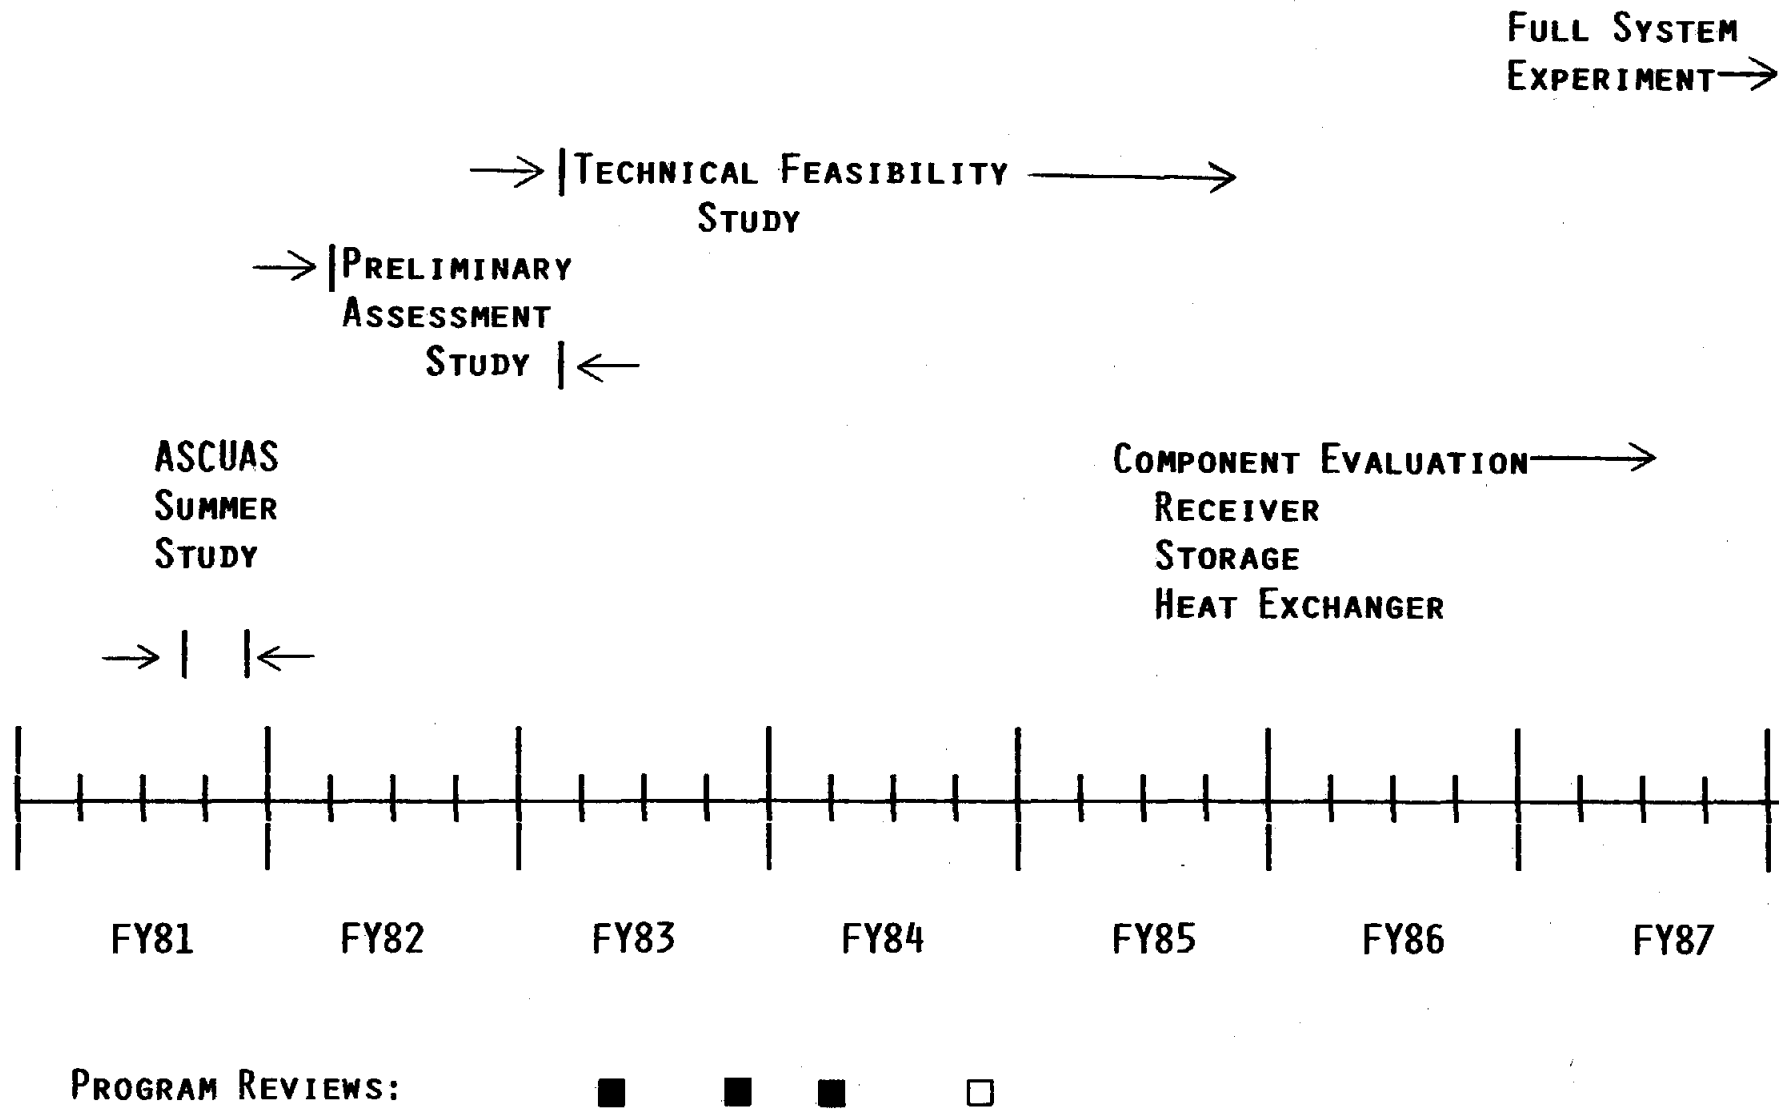 FULL SYSTEM
EXPERIMENT
TECHNICAL FEASIBILITY
STUDY
PRELIMINARY
ASSESSMENT
STUDY
ASCUAS
SUMMER
STUDY
COMPONENT EVALUATION
RECEIVER
STORAGE
HEAT EXCHANGER
FY81 FY82 FY83 FY84 FY85 FY86 FY87
PROGRAM REVIEWS: